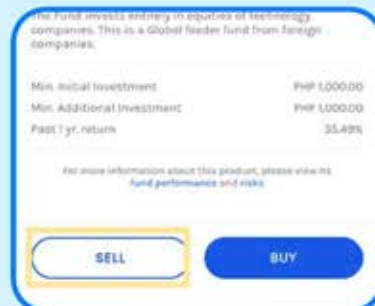 The Fund invests entirely in equities of technology
companies. This is a Global feeder fund from foreign
companies.
Min. Initial Investment PHP 1,000.00
Min. Additional Investment PHP 1,000.00
Past 1 yr. return 35.49%
For more information about this product, please view its
fund performance and risks
SELL BUY